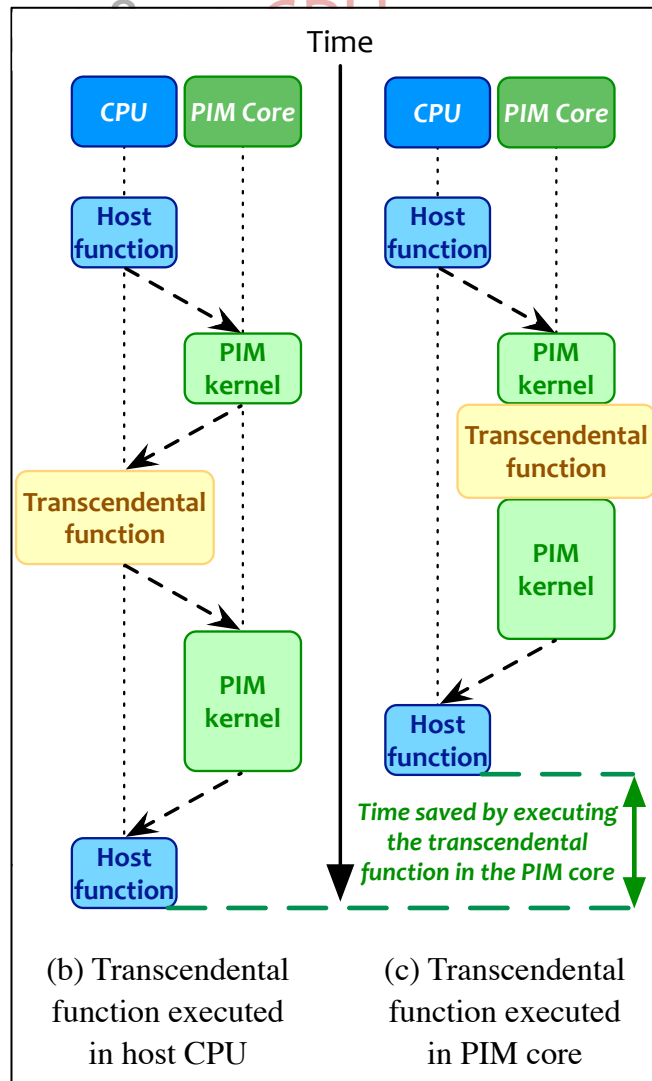 CPU
Time
CPU
PIM Core
CPU
PIM Core
Host
function
PIM
kernel
Transcendental
function
PIM
kernel
Host
function
Host
function
PIM
kernel
Transcendental
function
PIM
kernel
Host
function
Time saved by executing
the transcendental
function in the PIM core
(b) Transcendental
function executed
in host CPU
(c) Transcendental
function executed
in PIM core